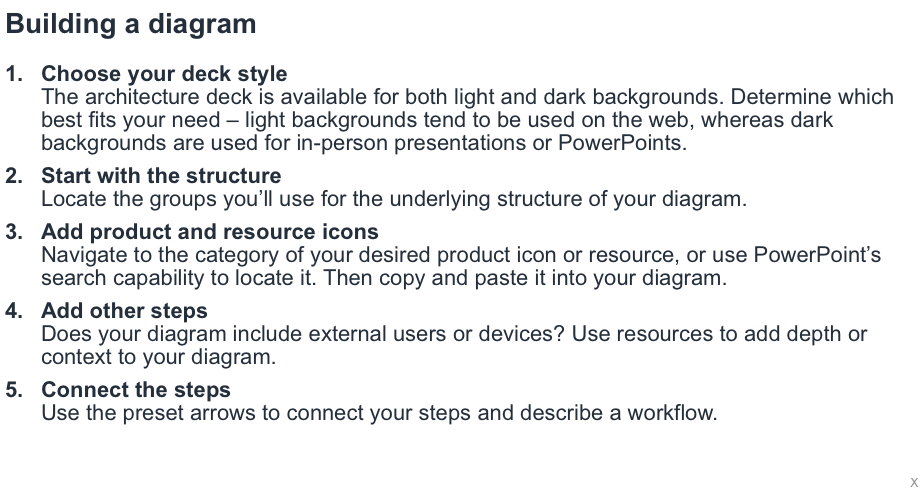 Building a diagram
1. Choose your deck style
The architecture deck is available for both light and dark backgrounds. Determine which
best fits your need – light backgrounds tend to be used on the web, whereas dark
backgrounds are used for in-person presentations or PowerPoints.
2. Start with the structure
Locate the groups you’ll use for the underlying structure of your diagram.
3. Add product and resource icons
Navigate to the category of your desired product icon or resource, or use PowerPoint’s
search capability to locate it. Then copy and paste it into your diagram.
4. Add other steps
Does your diagram include external users or devices? Use resources to add depth or
context to your diagram.
5. Connect the steps
Use the preset arrows to connect your steps and describe a workflow.
x